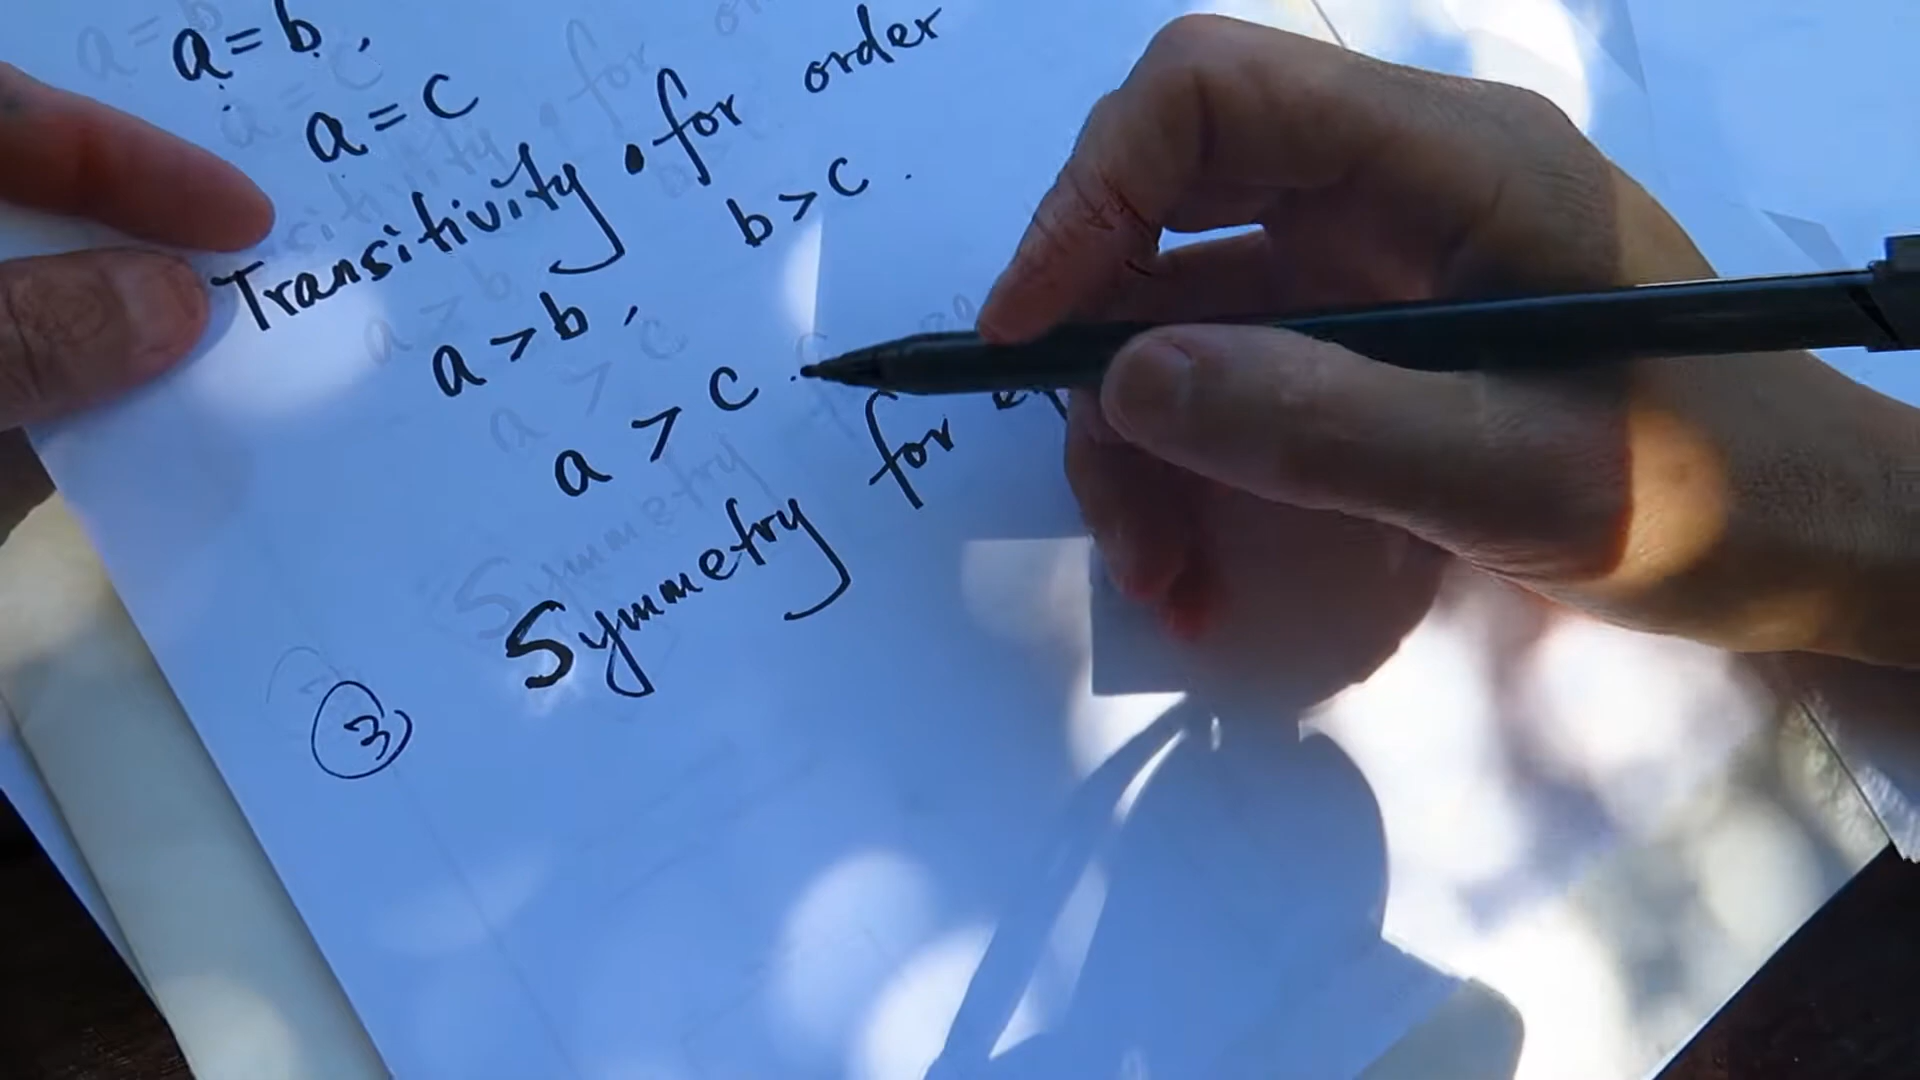 a = b,
a = c
Transitivity • for order
a > b, b > c.
a > c.
③ Symmetry for